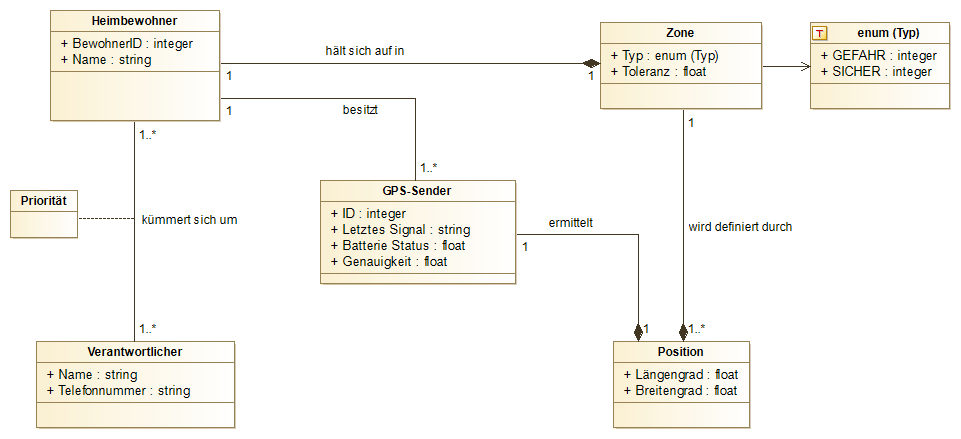 Heimbewohner
+ BewohnerID : integer
+ Name : string
hält sich auf in
1
1
Zone
+ Typ : enum (Typ)
+ Toleranz : float
T
enum (Typ)
+ GEFAHR : integer
+ SICHER : integer
1
besitzt
1..*
1..*
1
Priorität
kümmert sich um
GPS-Sender
+ ID : integer
+ Letztes Signal : string
+ Batterie Status : float
+ Genauigkeit : float
ermittelt
1
wird definiert durch
1..*
1
1..*
Verantwortlicher
+ Name : string
+ Telefonnummer : string
Position
+ Längengrad : float
+ Breitengrad : float